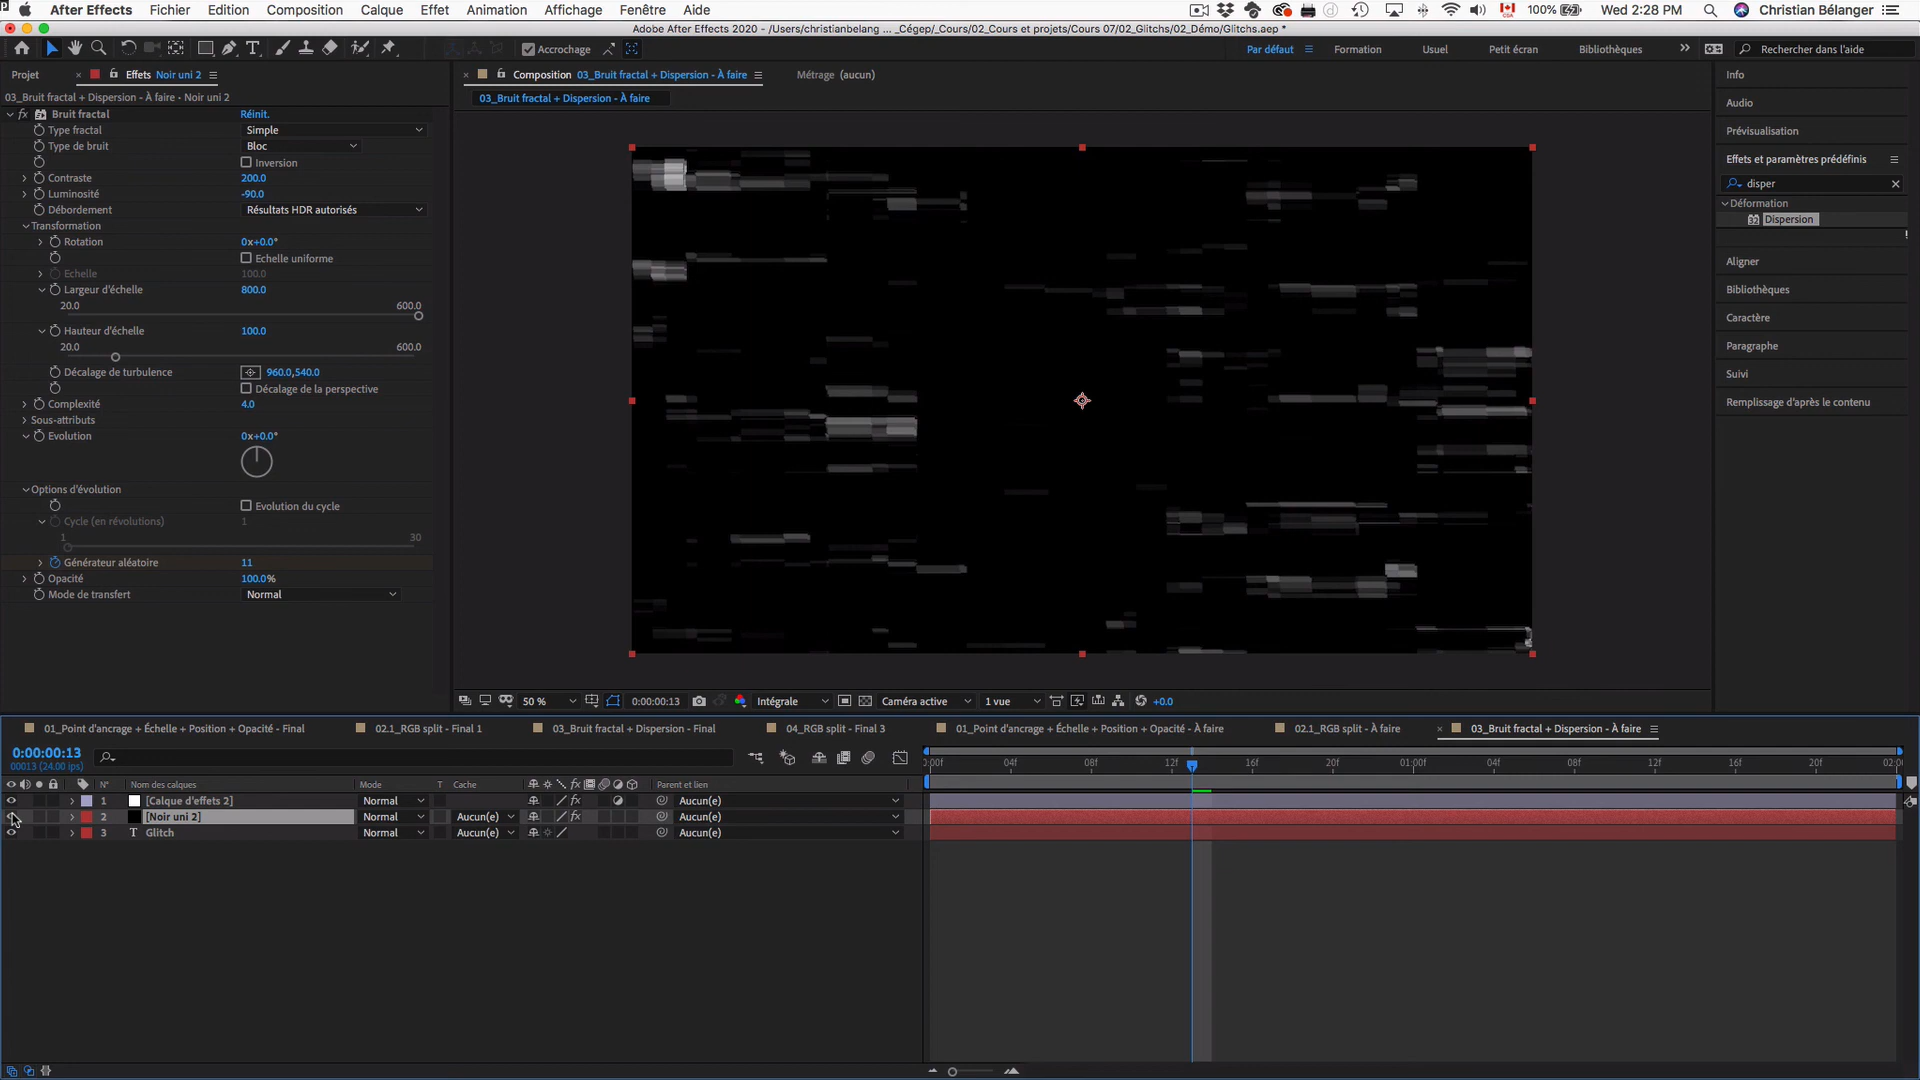 After Effects Fichier Edition Composition Calque Effet Animation Affichage Fenêtre Aide 100% Wed 2:28 PM Christian Bélanger
Adobe After Effects 2020 - /Users/christianbelang ... _Cégep/_Cours/02_Cours et projets/Cours 07/02_Glitchs/02_Démo/Glitchs.aep *
Accrochage Par défaut Formation Usuel Petit écran Bibliothèques Rechercher dans l'aide
Projet Effets Noir uni 2 Composition 03_Bruit fractal + Dispersion - À faire Métrage (aucun) Info
03_Bruit fractal + Dispersion - À faire - Noir uni 2 03_Bruit fractal + Dispersion - À faire Audio
Bruit fractal Réinit.
Type fractal Simple Prévisualisation
Type de bruit Bloc
Inversion Effets et paramètres prédéfinis
Contraste 200.0 disper
Luminosité -90.0
Débordement Résultats HDR autorisés Déformation
Transformation Dispersion
Rotation 0x+0.0°
Echelle uniforme Aligner
Echelle 100.0
Largeur d'échelle 800.0 Bibliothèques
20.0 600.0
Hauteur d'échelle 100.0 Caractère
20.0 600.0 Paragraphe
Décalage de turbulence 960.0,540.0 Suivi
Décalage de la perspective
Complexité 4.0 Remplissage d'après le contenu
Sous-attributs
Evolution 0x+0.0°
Options d'évolution
Evolution du cycle
Cycle (en révolutions) 1
1 30
Générateur aléatoire 11
Opacité 100.0%
Mode de transfert Normal
50 % 0:00:00:13 Intégrale Caméra active 1 vue +0.0
01_Point d'ancrage + Échelle + Position + Opacité - Final 02.1_RGB split - Final 1 03_Bruit fractal + Dispersion - Final 04_RGB split - Final 3 01_Point d'ancrage + Échelle + Position + Opacité - À faire 02.1_RGB split - À faire 03_Bruit fractal + Dispersion - À faire
0:00:00:13
00013 (24.00 ips) :00f 04f 08f 12f 16f 20f 01:00f 04f 08f 12f 16f 20f 02:0
N° Nom des calques Mode T Cache Parent et lien
1 [Calque d'effets 2] Normal Aucun(e)
2 [Noir uni 2] Normal Aucun(e) Aucun(e)
3 T Glitch Normal Aucun(e) Aucun(e)